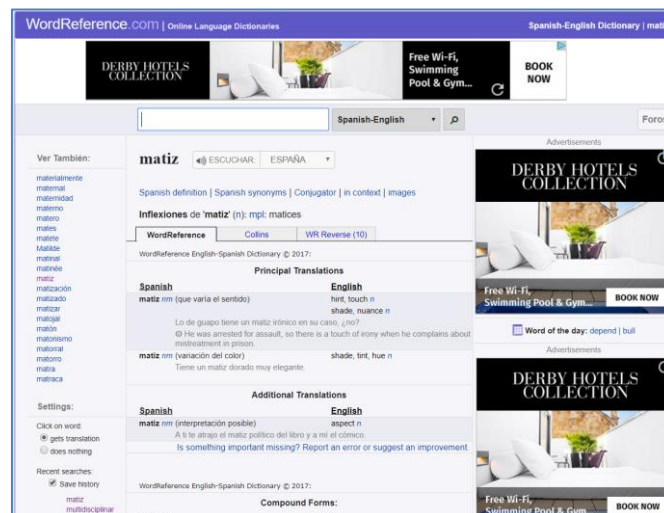 WordReference.com | Online Language Dictionaries
Spanish-English Dictionary | mati
DERBY HOTELS
COLLECTION
Free Wi-Fi,
Swimming
Pool & Gym...
BOOK
NOW
Spanish-English
Foros
Ver También:
materialmente
maternal
maternidad
materno
matero
mates
matete
Matilde
matinal
matinée
matiz
matización
matizado
matizar
matojal
matón
matonismo
matorral
matorro
matra
matraca
Settings:
Click on word:
gets translation
does nothing
Recent searches:
Save history
matiz
multidisciplinar
matiz
ESCUCHAR:
ESPAÑA
Spanish definition | Spanish synonyms | Conjugator | in context | images
Inflexiones de 'matiz' (n): mpl: matices
WordReference
Collins
WR Reverse (10)
WordReference English-Spanish Dictionary © 2017:
Principal Translations
Spanish English
matiz nm (que varía el sentido) hint, touch n
shade, nuance n
Lo de guapo tiene un matiz irónico en su caso, ¿no?
He was arrested for assault, so there is a touch of irony when he complains about
mistreatment in prison.
matiz nm (variación del color) shade, tint, hue n
Tiene un matiz dorado muy elegante.
Additional Translations
Spanish English
matiz nm (interpretación posible) aspect n
A ti te atrajo el matiz político del libro y a mí el cómico.
Is something important missing? Report an error or suggest an improvement.
WordReference English-Spanish Dictionary © 2017:
Compound Forms:
Advertisements
DERBY HOTELS
COLLECTION
Free Wi-Fi,
Swimming Pool & Gym...
BOOK NOW
Word of the day: depend | bull
Advertisements
DERBY HOTELS
COLLECTION
Free Wi-Fi,
Swimming Pool & Gym...
BOOK NOW